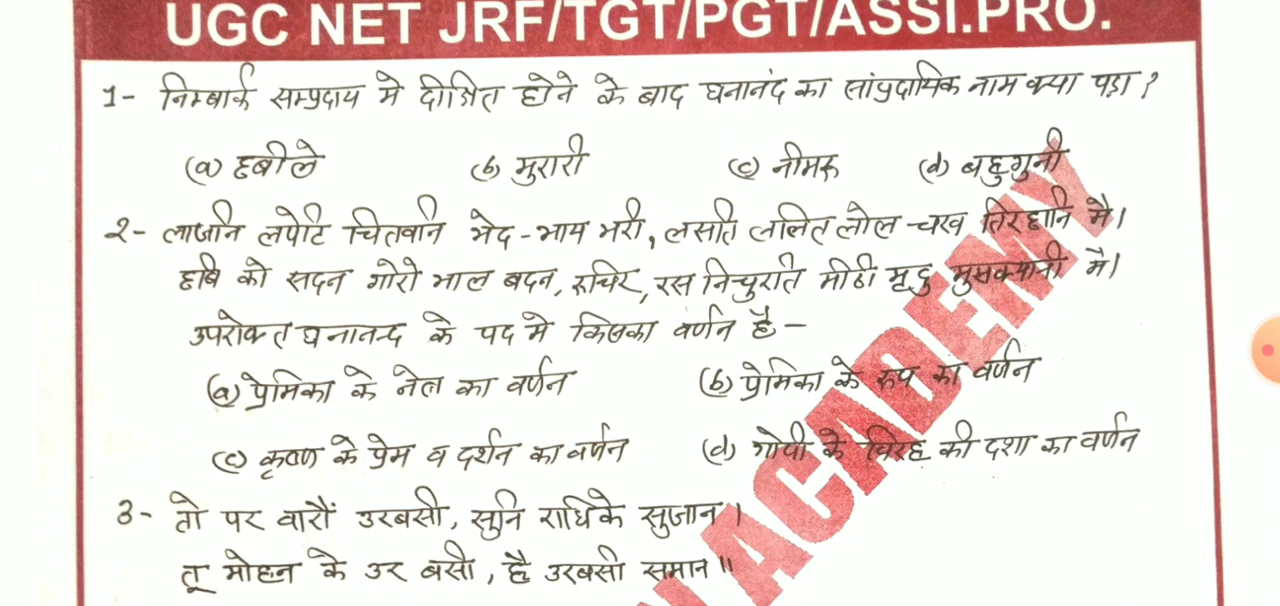 UGC NET JRF/TGT/PGT/ASSI.PRO.
1- निम्बार्क सम्प्रदाय मे दीक्षित होने के बाद घनानंद का सांप्रदायिक नाम क्या पड़ा?
(a) हबीले (b) मुरारी (c) नीमरू (d) बहुगुनी
2- लाजनि लपेटि चितवनि भेद-भाय भरी, लसति ललित लोल-चख तिरछानि मै।
छबि को सदन गोरो भाल बदन, रूचिर, रस निचुरति मीठी मृदु मुसक्यानी मै।
उपरोक्त घनानन्द के पद मे किसका वर्णन है-
(a) प्रेमिका के नेत्र का वर्णन (b) प्रेमिका के रूप का वर्णन
(c) कृष्ण के प्रेम व दर्शन का वर्णन (d) गोपी के विरह की दशा का वर्णन
3- तो पर वारौं उरबसी, सुनि राधिके सुजान।
तू मोहन के उर बसी, है उरबसी समान॥
ACADEMY